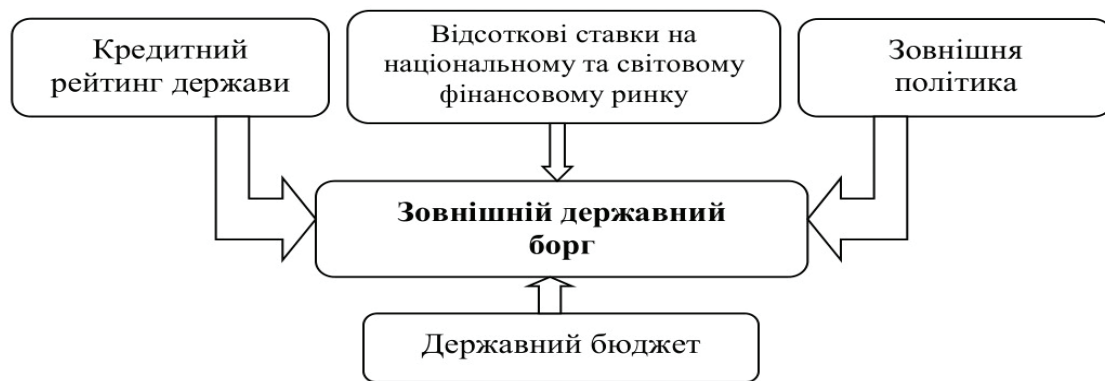 Кредитний
рейтинг держави
Відсоткові ставки на
національному та світовому
фінансовому ринку
Зовнішня
політика
Зовнішній державний
борг
Державний бюджет